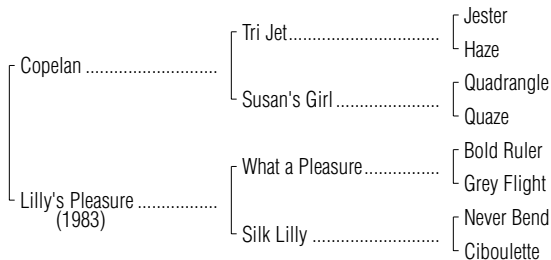 Jester
Tri Jet
Haze
Copelan
Quadrangle
Susan's Girl
Quaze
Bold Ruler
What a Pleasure
Grey Flight
Lilly's Pleasure
(1983)
Never Bend
Silk Lilly
Ciboulette